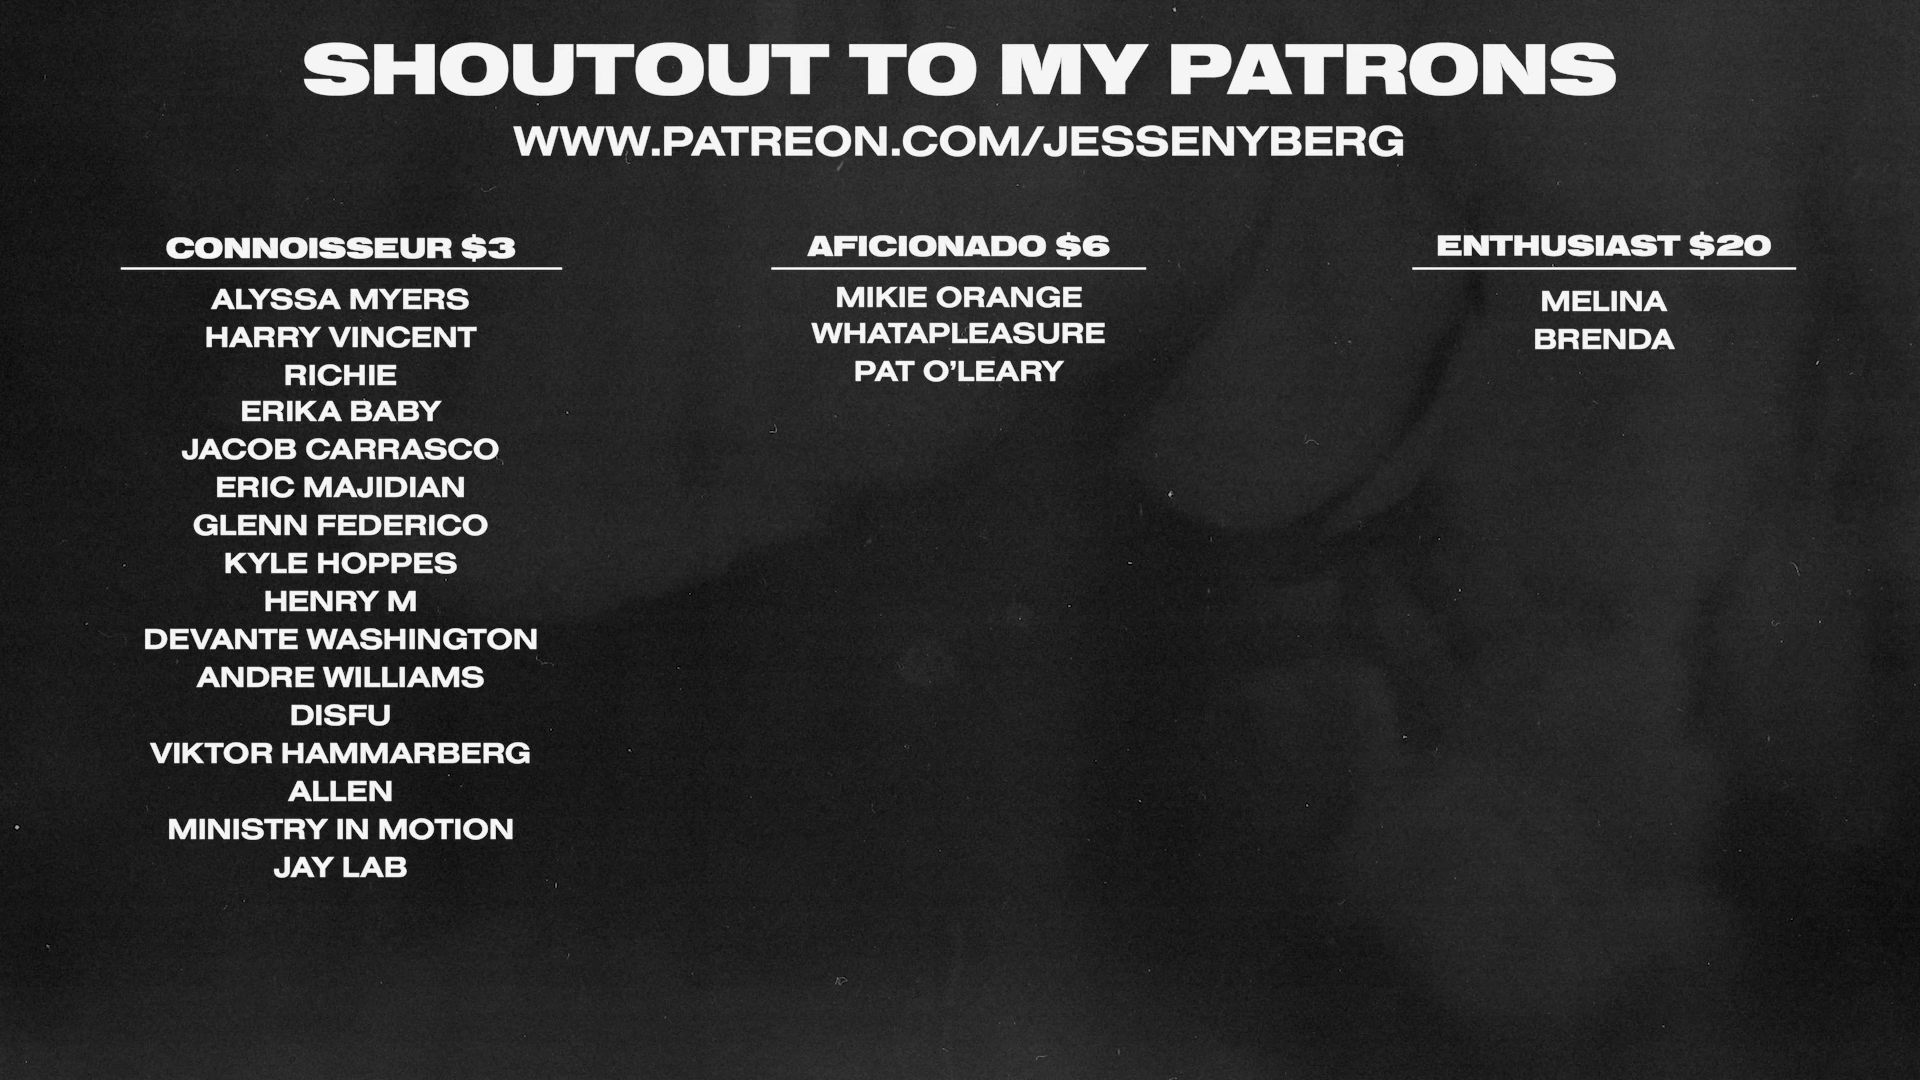 SHOUTOUT TO MY PATRONS
WWW.PATREON.COM/JESSENYBERG
CONNOISSEUR $3
ALYSSA MYERS
HARRY VINCENT
RICHIE
ERIKA BABY
JACOB CARRASCO
ERIC MAJIDIAN
GLENN FEDERICO
KYLE HOPPES
HENRY M
DEVANTE WASHINGTON
ANDRE WILLIAMS
DISFU
VIKTOR HAMMARBERG
ALLEN
MINISTRY IN MOTION
JAY LAB
AFICIONADO $6
MIKIE ORANGE
WHATAPLEASURE
PAT O’LEARY
ENTHUSIAST $20
MELINA
BRENDA